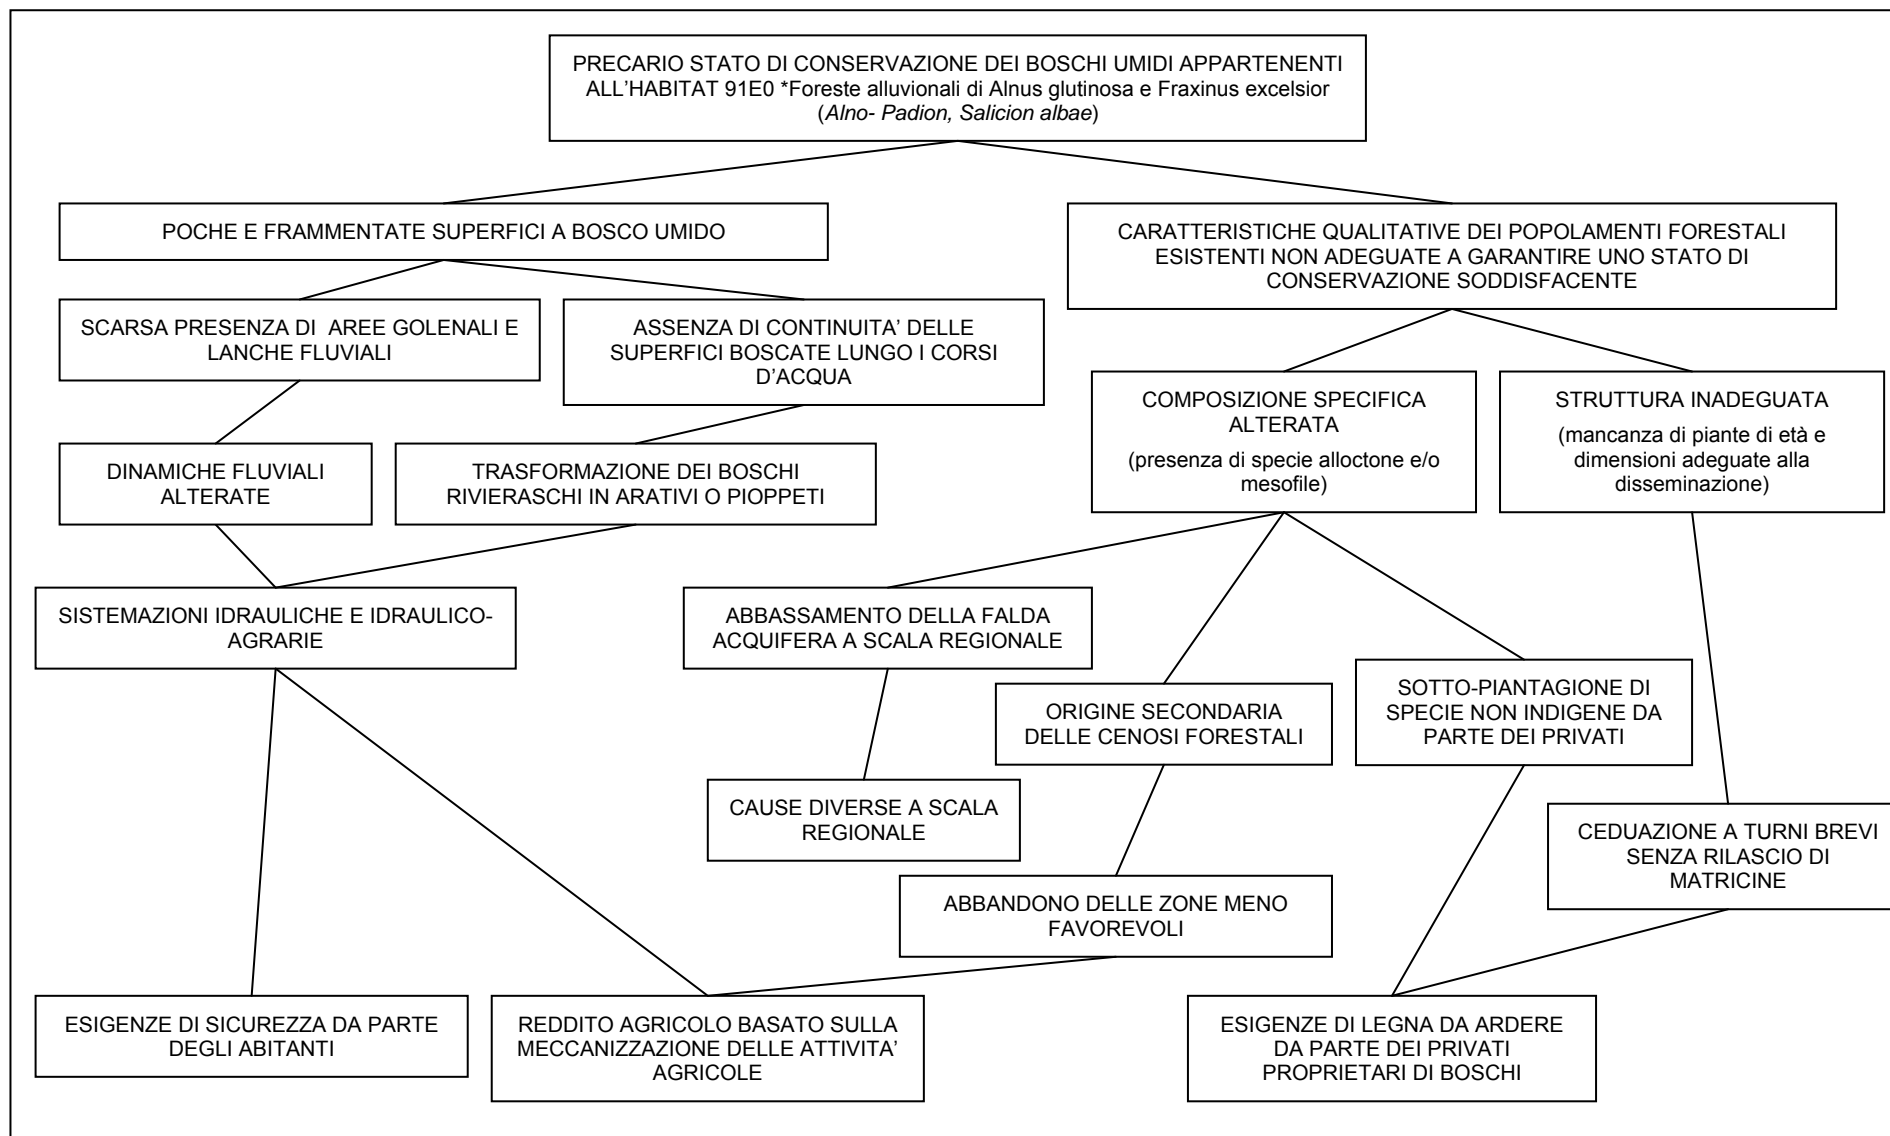 PRECARIO STATO DI CONSERVAZIONE DEI BOSCHI UMIDI APPARTENENTI
ALL’HABITAT 91E0 *Foreste alluvionali di Alnus glutinosa e Fraxinus excelsior
(Alno- Padion, Salicion albae)
POCHE E FRAMMENTATE SUPERFICI A BOSCO UMIDO
CARATTERISTICHE QUALITATIVE DEI POPOLAMENTI FORESTALI
ESISTENTI NON ADEGUATE A GARANTIRE UNO STATO DI
CONSERVAZIONE SODDISFACENTE
SCARSA PRESENZA DI AREE GOLENALI E
LANCHE FLUVIALI
ASSENZA DI CONTINUITA’ DELLE
SUPERFICI BOSCATE LUNGO I CORSI
D’ACQUA
COMPOSIZIONE SPECIFICA
ALTERATA
(presenza di specie alloctone e/o
mesofile)
STRUTTURA INADEGUATA
(mancanza di piante di età e
dimensioni adeguate alla
disseminazione)
DINAMICHE FLUVIALI
ALTERATE
TRASFORMAZIONE DEI BOSCHI
RIVIERASCHI IN ARATIVI O PIOPPETI
SISTEMAZIONI IDRAULICHE E IDRAULICO-
AGRARIE
ABBASSAMENTO DELLA FALDA
ACQUIFERA A SCALA REGIONALE
ORIGINE SECONDARIA
DELLE CENOSI FORESTALI
SOTTO-PIANTAGIONE DI
SPECIE NON INDIGENE DA
PARTE DEI PRIVATI
CAUSE DIVERSE A SCALA
REGIONALE
CEDUAZIONE A TURNI BREVI
SENZA RILASCIO DI
MATRICINE
ABBANDONO DELLE ZONE MENO
FAVOREVOLI
ESIGENZE DI SICUREZZA DA PARTE
DEGLI ABITANTI
REDDITO AGRICOLO BASATO SULLA
MECCANIZZAZIONE DELLE ATTIVITA’
AGRICOLE
ESIGENZE DI LEGNA DA ARDERE
DA PARTE DEI PRIVATI
PROPRIETARI DI BOSCHI